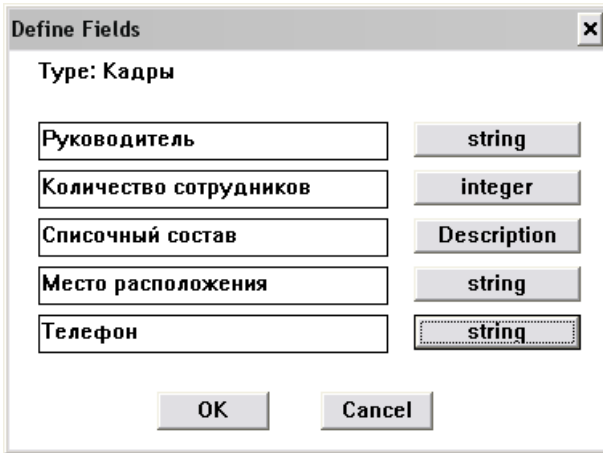 Define Fields
Type: Кадры
Руководитель string
Количество сотрудников integer
Списочный состав Description
Место расположения string
Телефон string
OK Cancel